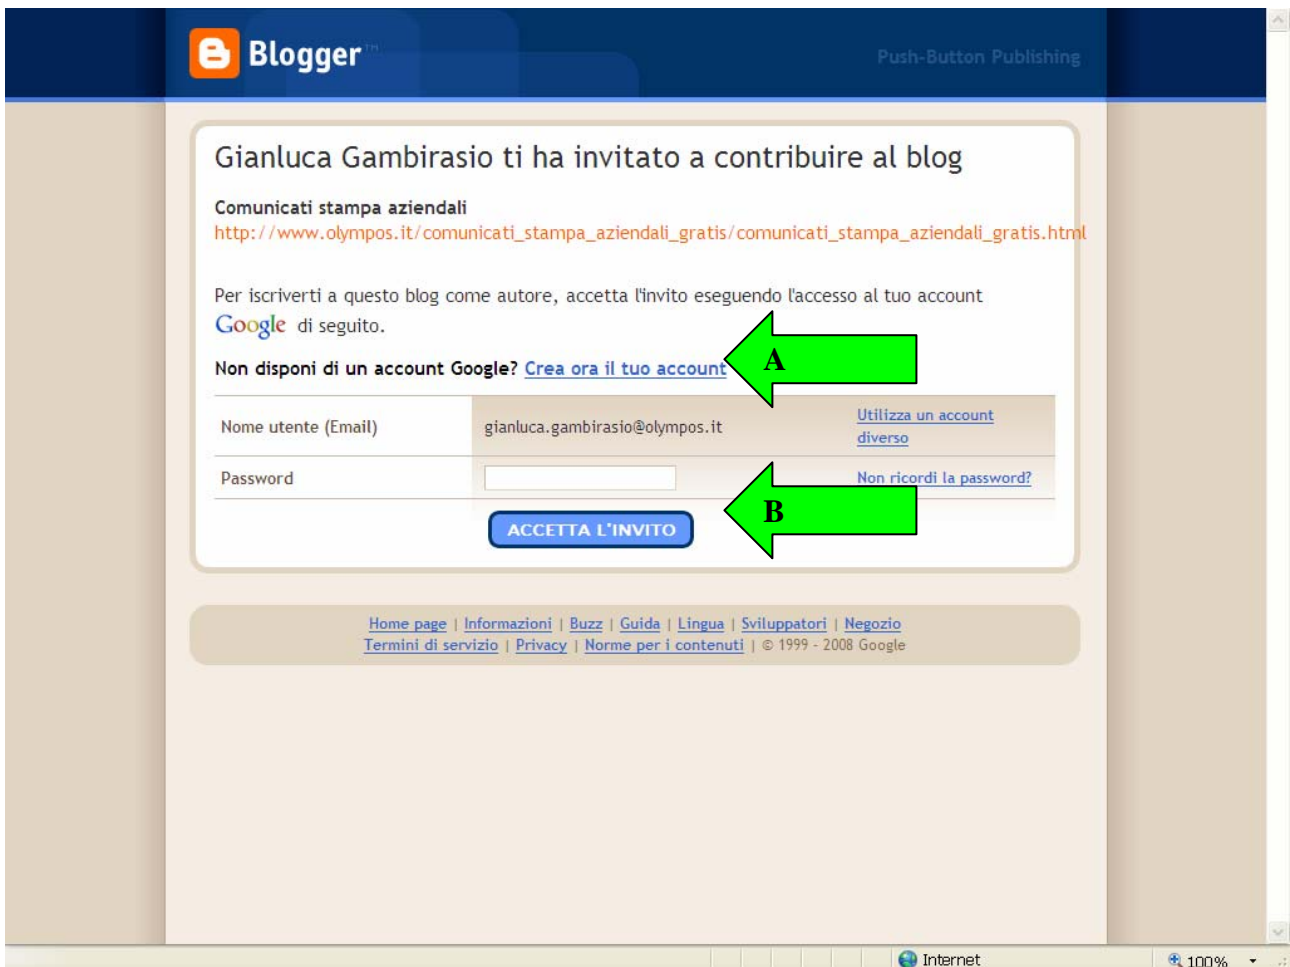 Blogger™
Push-Button Publishing
Gianluca Gambirasio ti ha invitato a contribuire al blog
Comunicati stampa aziendali
http://www.olympos.it/comunicati_stampa_aziendali_gratis/comunicati_stampa_aziendali_gratis.html
Per iscriverti a questo blog come autore, accetta l'invito eseguendo l'accesso al tuo account
Google di seguito.
Non disponi di un account Google? Crea ora il tuo account
A
Nome utente (Email) gianluca.gambirasio@olympos.it Utilizza un account
diverso
Password Non ricordi la password?
B
ACCETTA L'INVITO
Home page | Informazioni | Buzz | Guida | Lingua | Sviluppatori | Negozio
Termini di servizio | Privacy | Norme per i contenuti | © 1999 - 2008 Google
Internet 100%